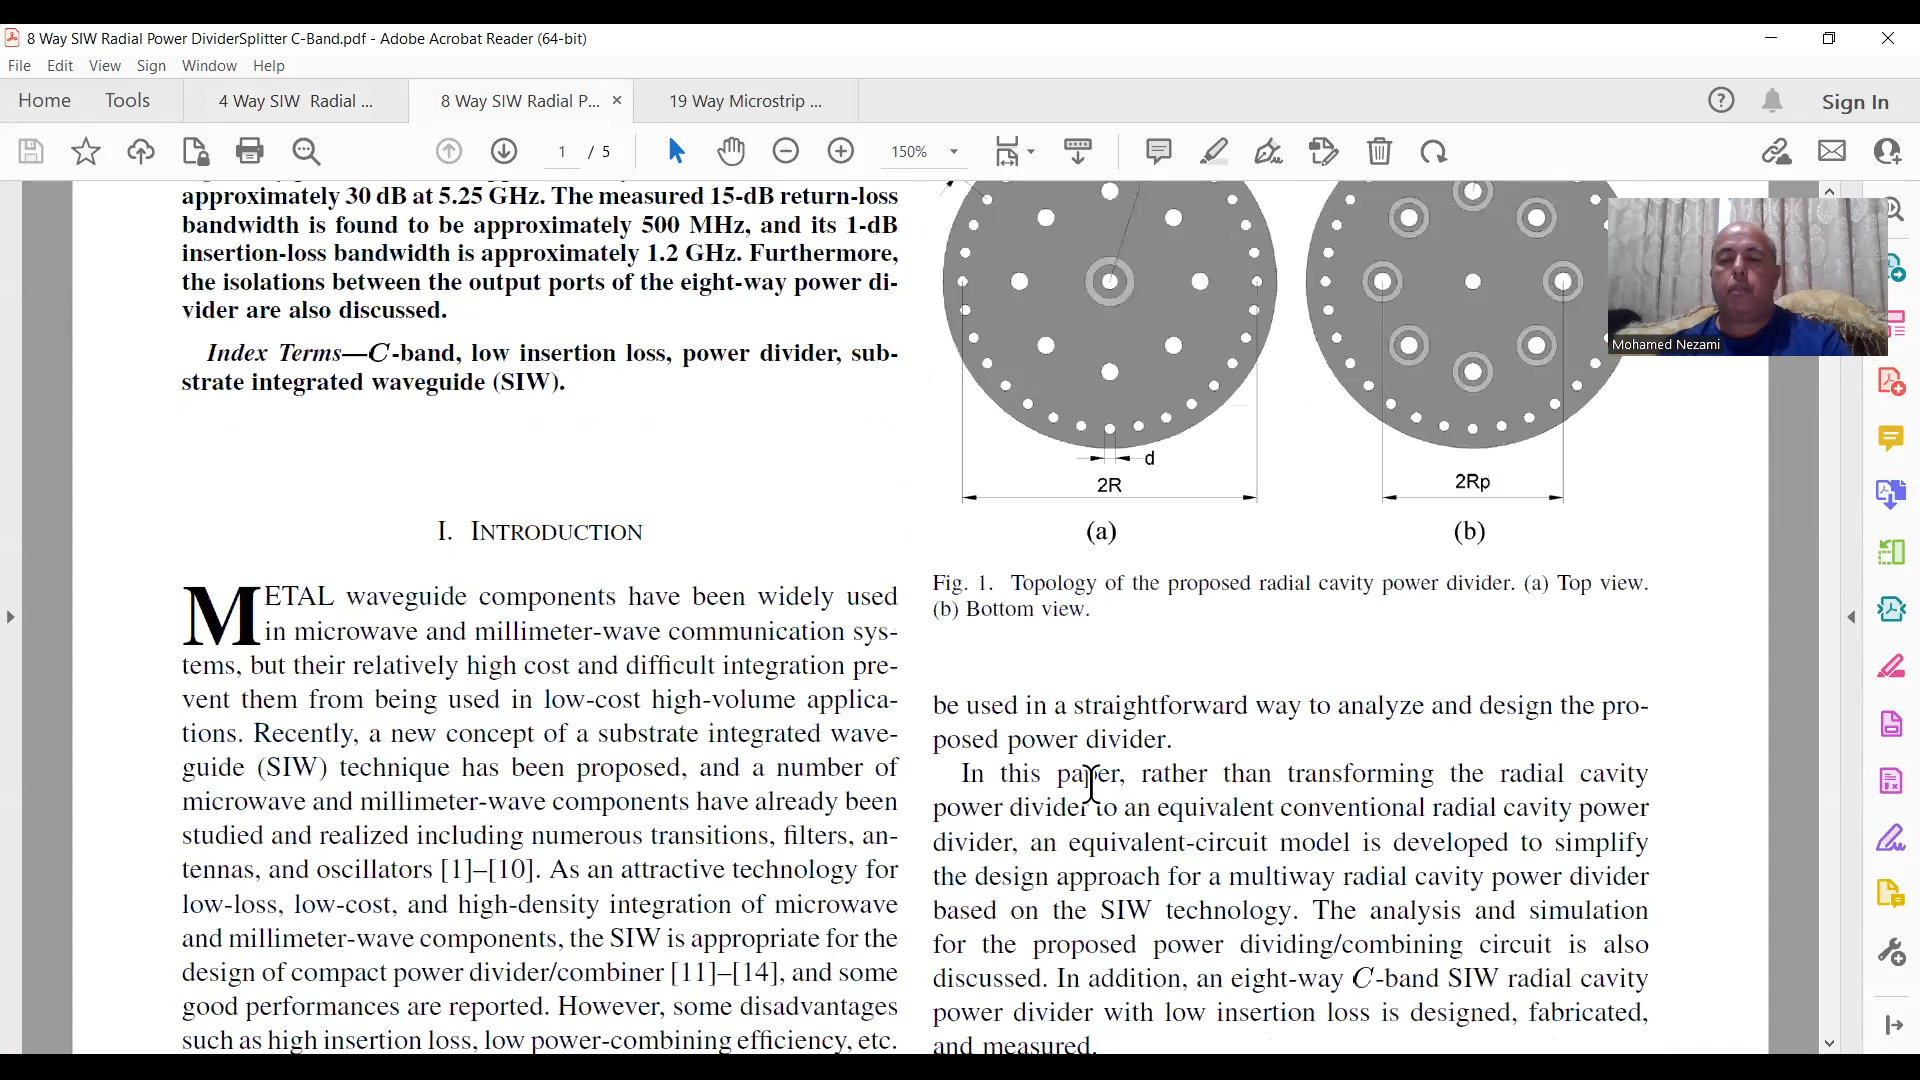 8 Way SIW Radial Power DividerSplitter C-Band.pdf - Adobe Acrobat Reader (64-bit)
File Edit View Sign Window Help
Home Tools 4 Way SIW Radial ... 8 Way SIW Radial P... × 19 Way Microstrip ... Sign In
1 / 5 150%
approximately 30 dB at 5.25 GHz. The measured 15-dB return-loss
bandwidth is found to be approximately 500 MHz, and its 1-dB
insertion-loss bandwidth is approximately 1.2 GHz. Furthermore,
the isolations between the output ports of the eight-way power di-
vider are also discussed.
Index Terms—C-band, low insertion loss, power divider, sub-
strate integrated waveguide (SIW).
I. INTRODUCTION
METAL waveguide components have been widely used
in microwave and millimeter-wave communication sys-
tems, but their relatively high cost and difficult integration pre-
vent them from being used in low-cost high-volume applica-
tions. Recently, a new concept of a substrate integrated wave-
guide (SIW) technique has been proposed, and a number of
microwave and millimeter-wave components have already been
studied and realized including numerous transitions, filters, an-
tennas, and oscillators [1]–[10]. As an attractive technology for
low-loss, low-cost, and high-density integration of microwave
and millimeter-wave components, the SIW is appropriate for the
design of compact power divider/combiner [11]–[14], and some
good performances are reported. However, some disadvantages
such as high insertion loss, low power-combining efficiency, etc.
d
2R
2Rp
(a) (b)
Fig. 1. Topology of the proposed radial cavity power divider. (a) Top view.
(b) Bottom view.
be used in a straightforward way to analyze and design the pro-
posed power divider.
In this paper, rather than transforming the radial cavity
power divider to an equivalent conventional radial cavity power
divider, an equivalent-circuit model is developed to simplify
the design approach for a multiway radial cavity power divider
based on the SIW technology. The analysis and simulation
for the proposed power dividing/combining circuit is also
discussed. In addition, an eight-way C-band SIW radial cavity
power divider with low insertion loss is designed, fabricated,
and measured.
Mohamed Nezami